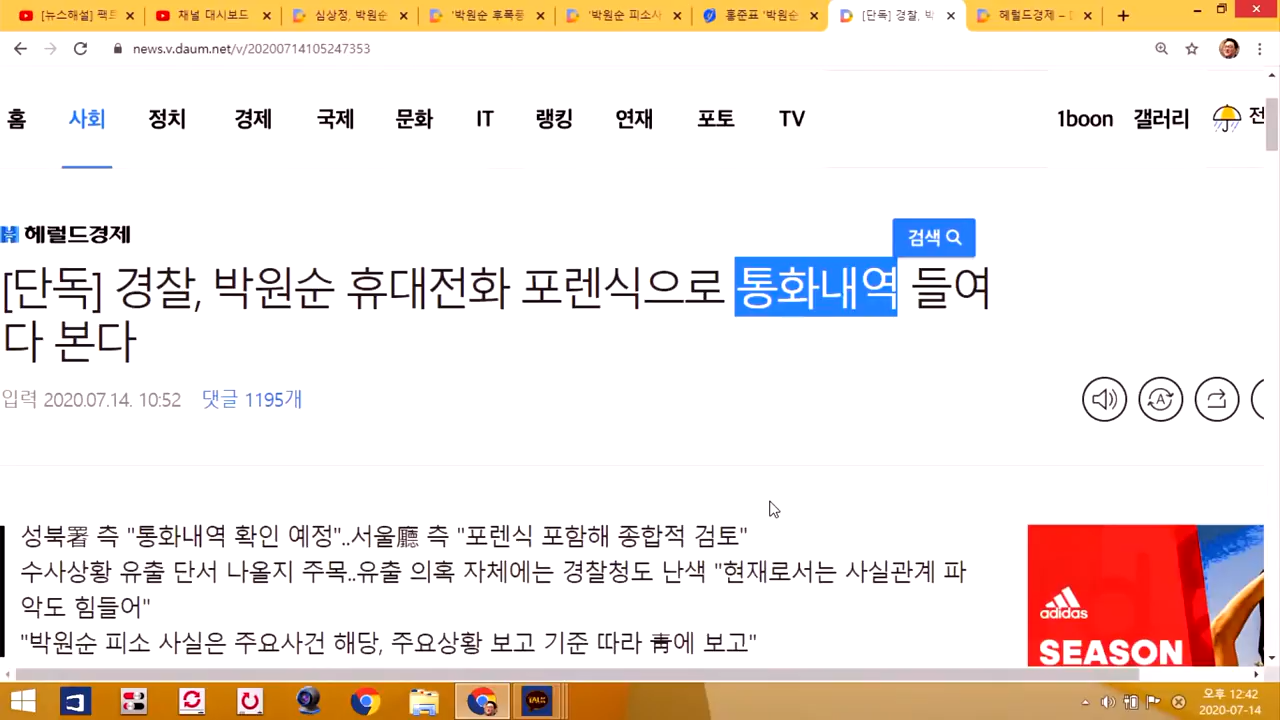 [뉴스해설] 팩트
채널 대시보드
심상정, 박원순
'박원순 후폭풍
'박원순 피소사
홍준표 '박원순
[단독] 경찰, 박
헤럴드경제 –
news.v.daum.net/v/20200714105247353
홈 사회 정치 경제 국제 문화 IT 랭킹 연재 포토 TV 1boon 갤러리 전
헤럴드경제
검색
[단독] 경찰, 박원순 휴대전화 포렌식으로 통화내역 들여
다 본다
입력 2020.07.14. 10:52 댓글 1195개
성북署 측 "통화내역 확인 예정"..서울廳 측 "포렌식 포함해 종합적 검토"
수사상황 유출 단서 나올지 주목..유출 의혹 자체에는 경찰청도 난색 "현재로서는 사실관계 파
악도 힘들어"
"박원순 피소 사실은 주요사건 해당, 주요상황 보고 기준 따라 靑에 보고"
adidas
SEASON
TALK
오후 12:42
2020-07-14